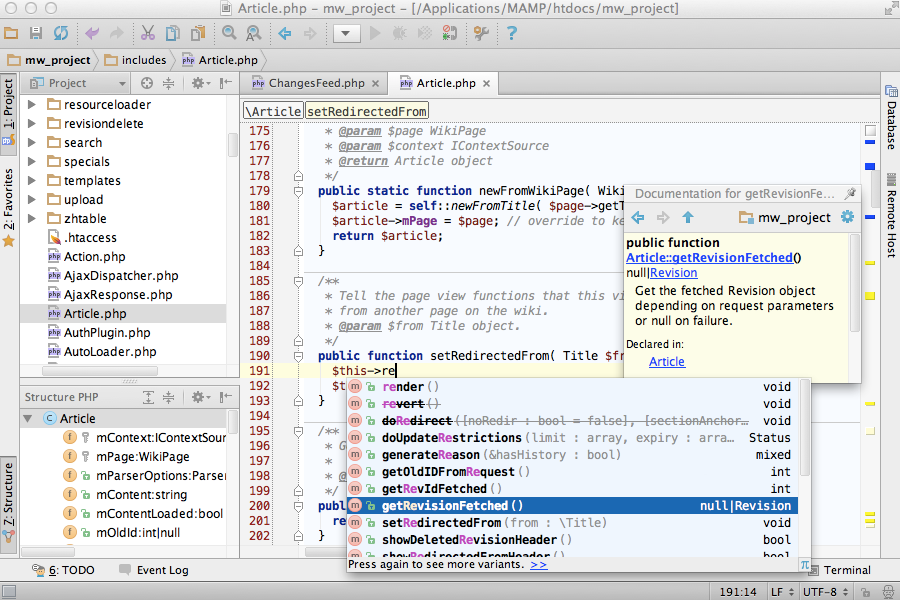 Article.php – mw_project – [/Applications/MAMP/htdocs/mw_project]
mw_project includes Article.php
1: Project
2: Favorites
Z: Structure
Project
resourceloader
revisiondelete
search
specials
templates
upload
zhtable
.htaccess
Action.php
AjaxDispatcher.php
AjaxResponse.php
Article.php
AuthPlugin.php
AutoLoader.php
Structure PHP
Article
mContext:IContextSour
mPage:WikiPage
mParserOptions:Parser
mContent:string
mContentLoaded:bool
mOldId:int|null
ChangesFeed.php Article.php
\Article setRedirectedFrom
175 * @param $page WikiPage
176 * @param $context IContextSource
177 * @return Article object
178 */
179 public static function newFromWikiPage( Wiki
180 $article = self::newFromTitle( $page->getT
181 $article->mPage = $page; // override to ke
182 return $article;
183 }
184
185 /**
186 * Tell the page view functions that this vi
187 * from another page on the wiki.
188 * @param $from Title object.
189 */
190 public function setRedirectedFrom( Title $fr
191 $this->re
192 $t
193 }
194
195 /**
196 * G
197 *
198 * @
199 */
200 publ
201 re
202 }
Documentation for getRevisionFe...
mw_project
public function
Article::getRevisionFetched()
null|Revision
Get the fetched Revision object
depending on request parameters
or null on failure.
Declared in:
Article
render() void
revert() void
doRedirect([noRedir : bool = false], [sectionAnchor... void
doUpdateRestrictions(limit : array, expiry : arra... Status
generateReason(&hasHistory : bool) mixed
getOldIDFromRequest() int
getRevIdFetched() int
getRevisionFetched() null|Revision
setRedirectedFrom(from : \Title) void
showDeletedRevisionHeader() bool
showRedirectedFromHeader() bool
Press again to see more variants. >>
π
Database
Remote Host
6: TODO Event Log Terminal
191:14 LF UTF-8